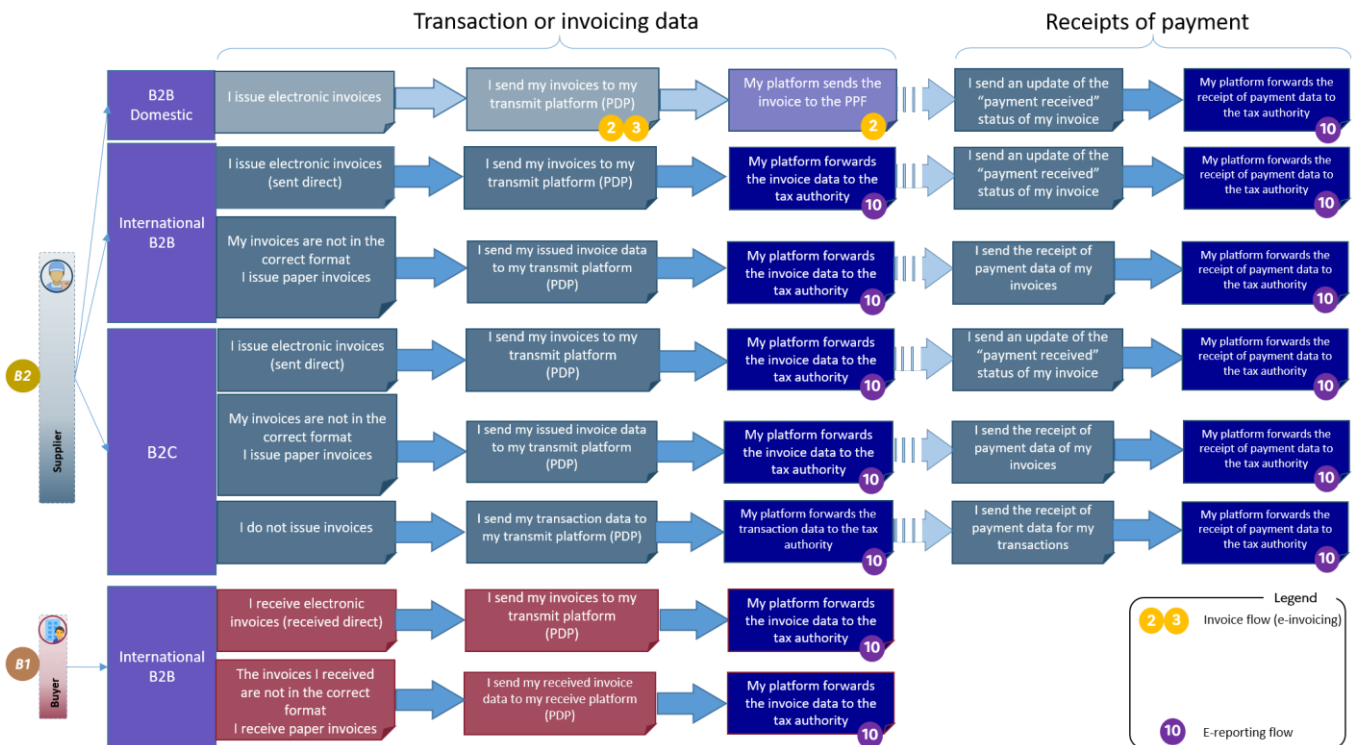 Transaction or invoicing data
Receipts of payment
B2B
Domestic
I issue electronic invoices
I send my invoices to my
transmit platform (PDP)
2 3
My platform sends the
invoice to the PPF
2
I send an update of the
“payment received”
status of my invoice
My platform forwards the
receipt of payment data to
the tax authority
10
International
B2B
I issue electronic invoices
(sent direct)
I send my invoices to my
transmit platform (PDP)
My platform forwards
the invoice data to the
tax authority
10
I send an update of the
“payment received”
status of my invoice
My platform forwards the
receipt of payment data to
the tax authority
10
My invoices are not in the
correct format
I issue paper invoices
I send my issued invoice data
to my transmit platform
(PDP)
My platform forwards
the invoice data to the
tax authority
10
I send the receipt of
payment data of my
invoices
My platform forwards the
receipt of payment data to
the tax authority
10
B2
Supplier
B2C
I issue electronic invoices
(sent direct)
I send my invoices to my
transmit platform
(PDP)
My platform forwards
the invoice data to the
tax authority
10
I send an update of the
“payment received”
status of my invoice
My platform forwards the
receipt of payment data to
the tax authority
10
My invoices are not in the
correct format
I issue paper invoices
I send my issued invoice data
to my transmit platform
(PDP)
My platform forwards
the invoice data to the
tax authority
10
I send the receipt of
payment data of my
invoices
My platform forwards the
receipt of payment data to
the tax authority
10
I do not issue invoices
I send my transaction data to
my transmit platform (PDP)
My platform forwards the
transaction data to the tax
authority
10
I send the receipt of
payment data for my
transactions
My platform forwards the
receipt of payment data to
the tax authority
10
B1
Buyer
International
B2B
I receive electronic
invoices (received direct)
I send my invoices to my
transmit platform
(PDP)
My platform forwards
the invoice data to the
tax authority
10
The invoices I received
are not in the correct
format
I receive paper invoices
I send my received invoice
data to my receive platform
(PDP)
My platform forwards
the invoice data to the
tax authority
10
Legend
2 3 Invoice flow (e-invoicing)
10 E-reporting flow